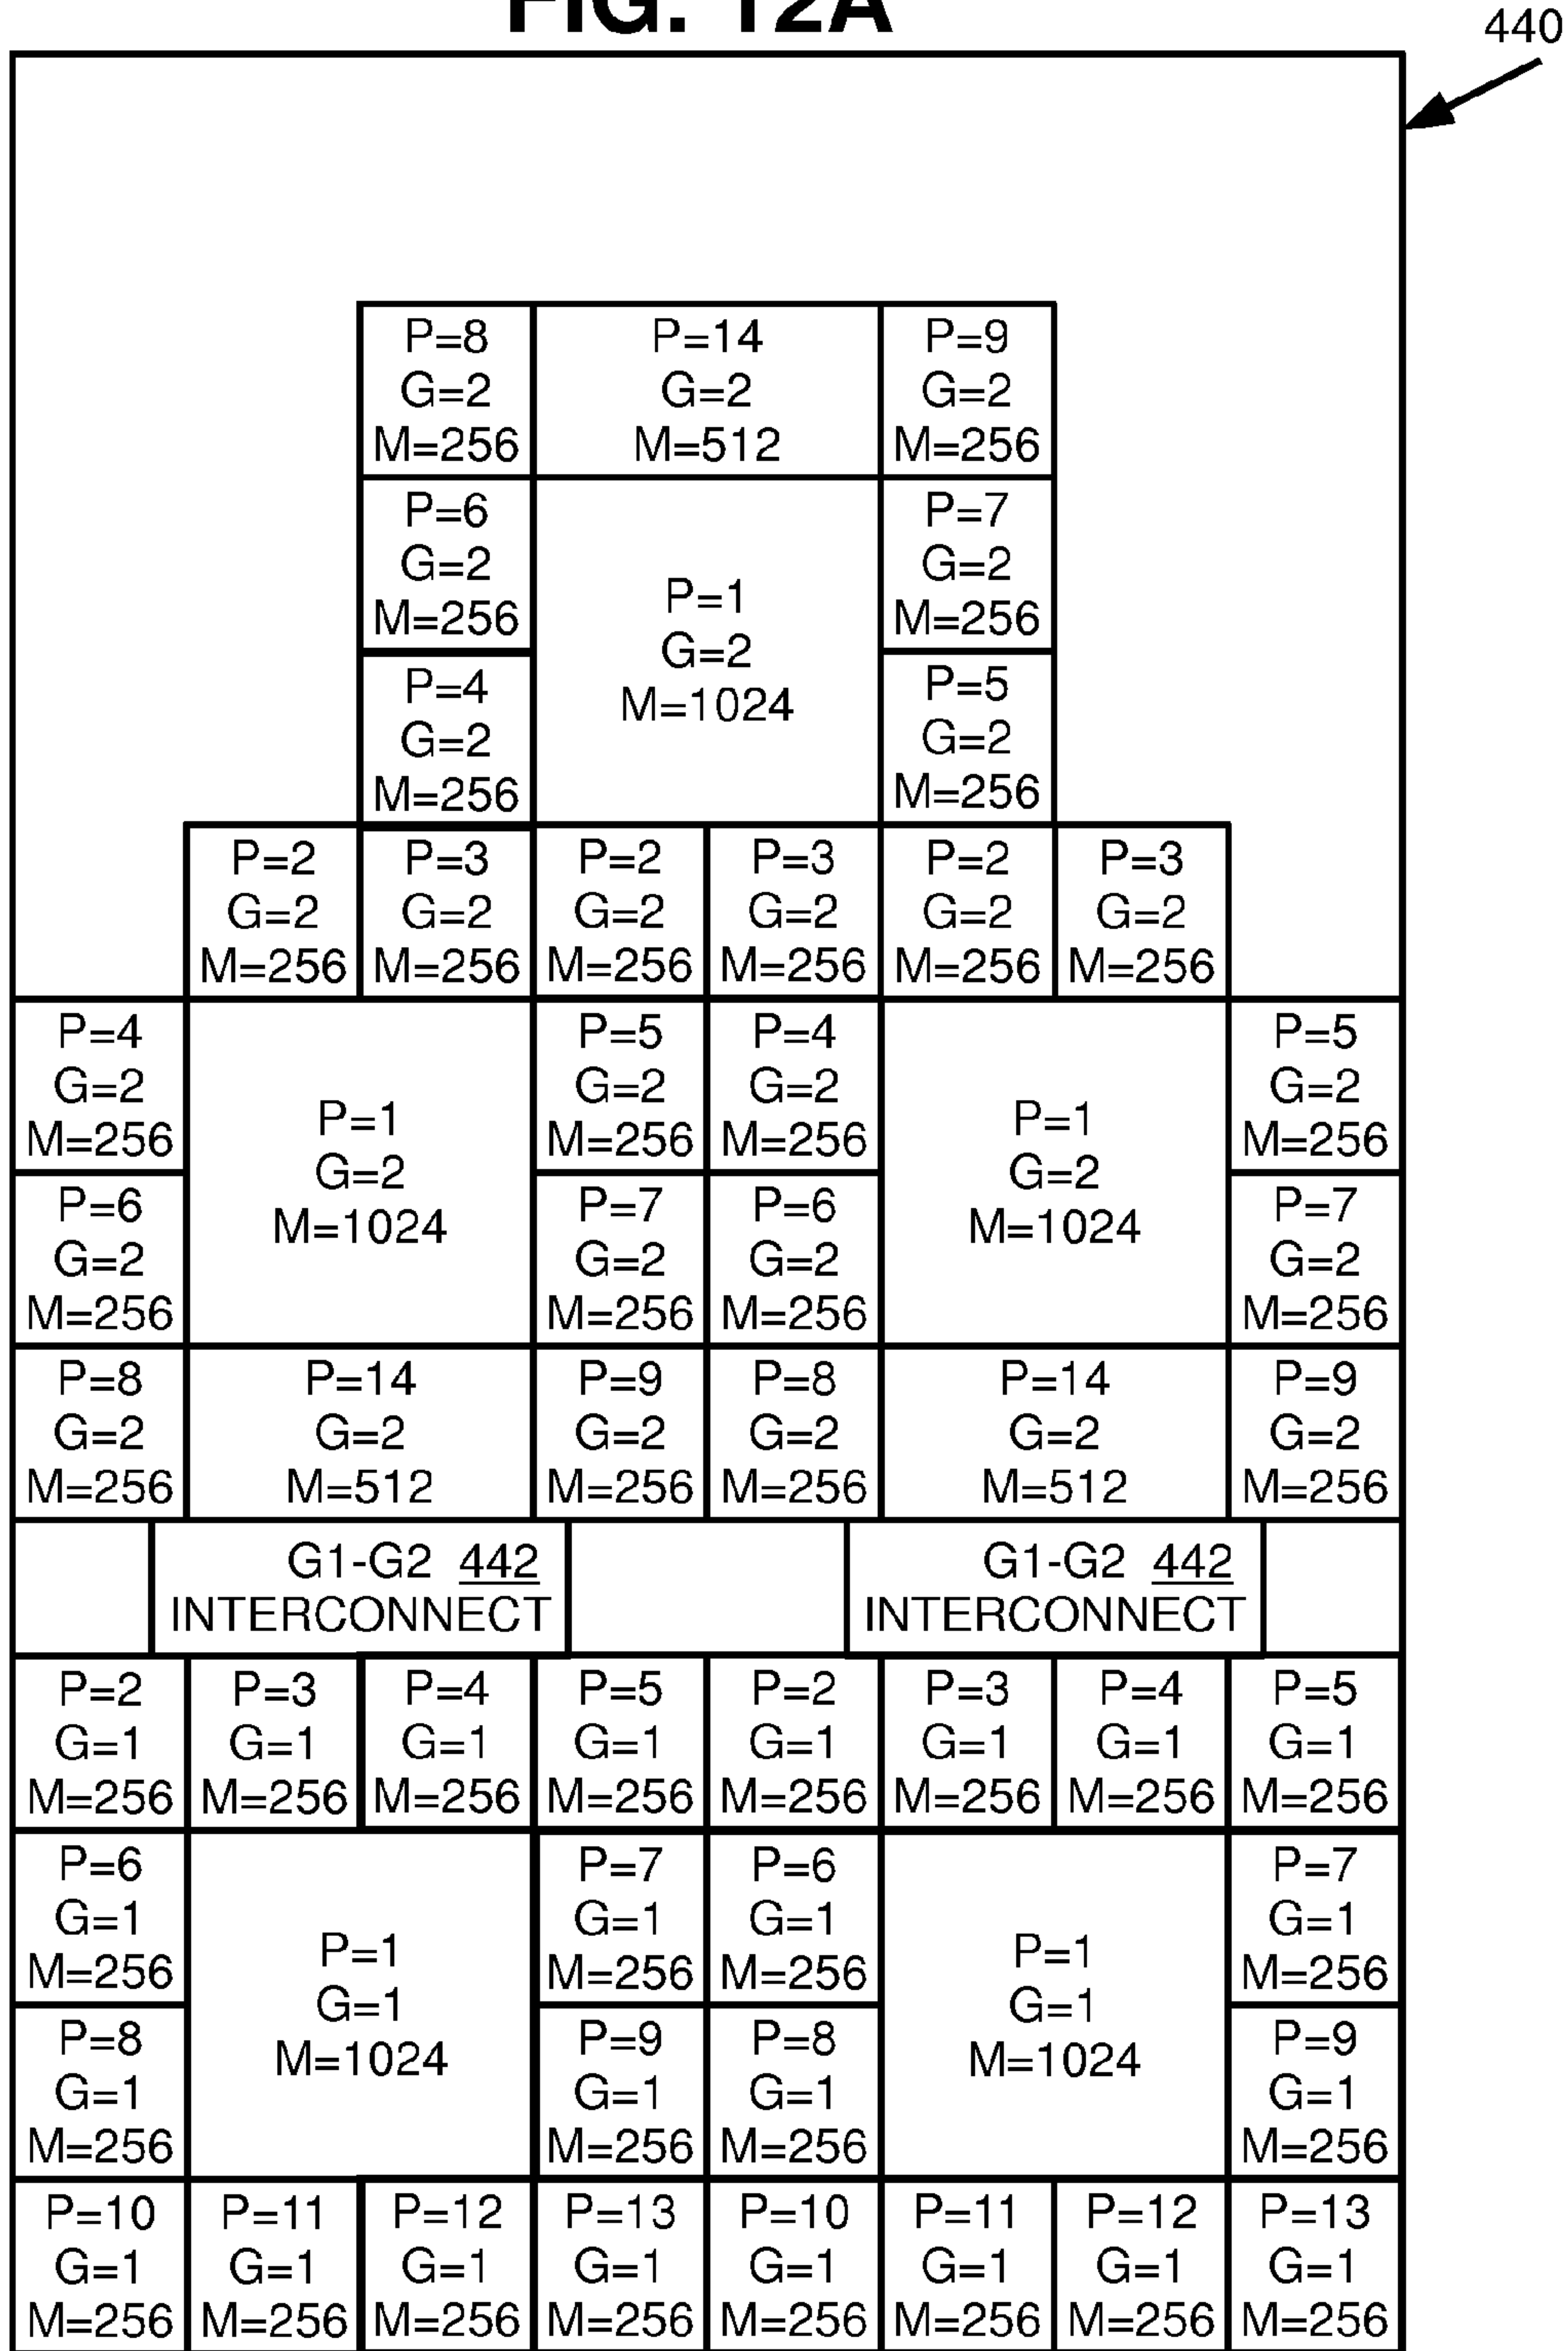 FIG. 12A
440
P=8
G=2
M=256
P=14
G=2
M=512
P=9
G=2
M=256
P=6
G=2
M=256
P=1
G=2
M=1024
P=7
G=2
M=256
P=4
G=2
M=256
P=5
G=2
M=256
P=2
G=2
M=256
P=3
G=2
M=256
P=2
G=2
M=256
P=3
G=2
M=256
P=2
G=2
M=256
P=3
G=2
M=256
P=4
G=2
M=256
P=1
G=2
M=1024
P=5
G=2
M=256
P=4
G=2
M=256
P=1
G=2
M=1024
P=5
G=2
M=256
P=6
G=2
M=256
P=7
G=2
M=256
P=6
G=2
M=256
P=7
G=2
M=256
P=8
G=2
M=256
P=14
G=2
M=512
P=9
G=2
M=256
P=8
G=2
M=256
P=14
G=2
M=512
P=9
G=2
M=256
G1-G2 442
INTERCONNECT
G1-G2 442
INTERCONNECT
P=2
G=1
M=256
P=3
G=1
M=256
P=4
G=1
M=256
P=5
G=1
M=256
P=2
G=1
M=256
P=3
G=1
M=256
P=4
G=1
M=256
P=5
G=1
M=256
P=6
G=1
M=256
P=1
G=1
M=1024
P=7
G=1
M=256
P=6
G=1
M=256
P=1
G=1
M=1024
P=7
G=1
M=256
P=8
G=1
M=256
P=9
G=1
M=256
P=8
G=1
M=256
P=9
G=1
M=256
P=10
G=1
M=256
P=11
G=1
M=256
P=12
G=1
M=256
P=13
G=1
M=256
P=10
G=1
M=256
P=11
G=1
M=256
P=12
G=1
M=256
P=13
G=1
M=256